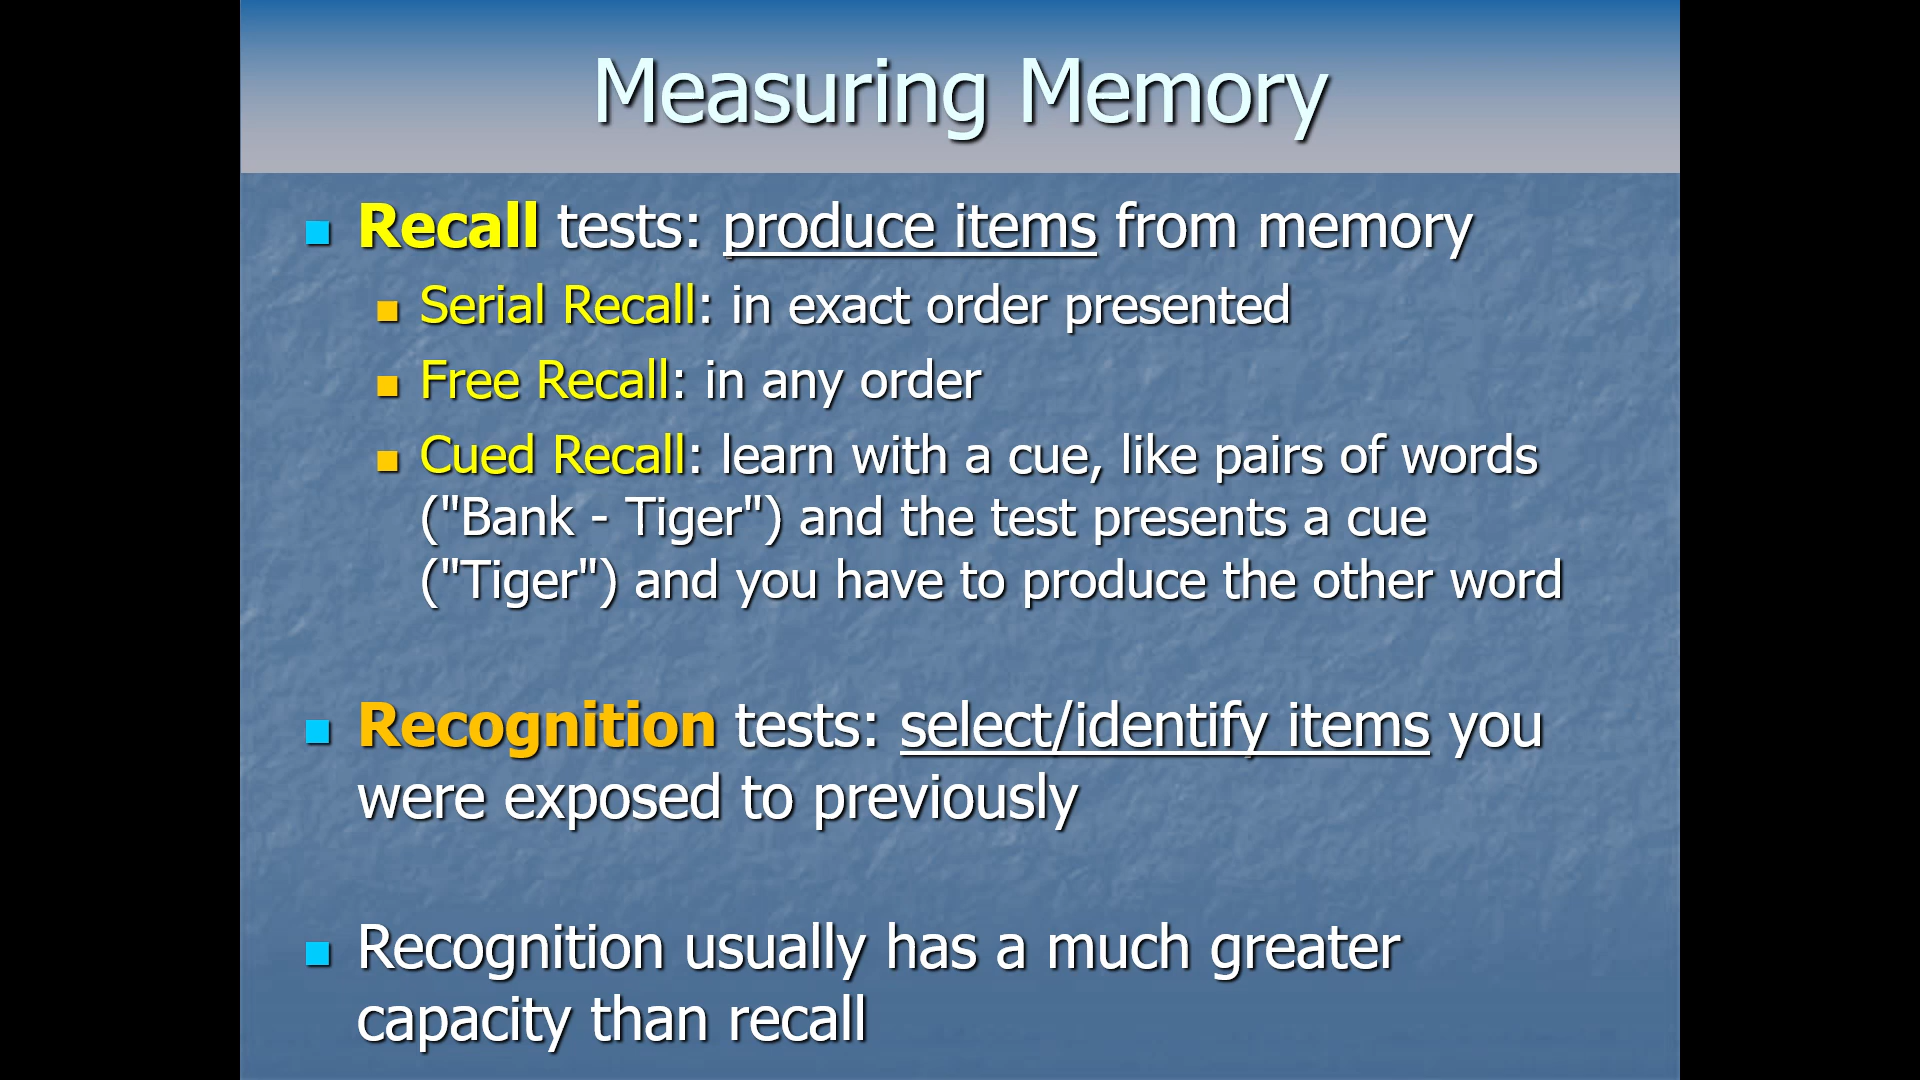 Measuring Memory
Recall tests: produce items from memory
Serial Recall: in exact order presented
Free Recall: in any order
Cued Recall: learn with a cue, like pairs of words
("Bank - Tiger") and the test presents a cue
("Tiger") and you have to produce the other word
Recognition tests: select/identify items you
were exposed to previously
Recognition usually has a much greater
capacity than recall